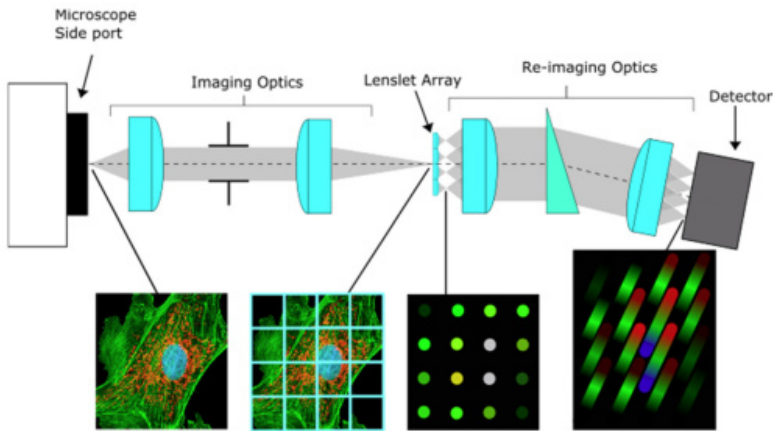 Microscope
Side port
Imaging Optics
Lenslet Array
Re-imaging Optics
Detector